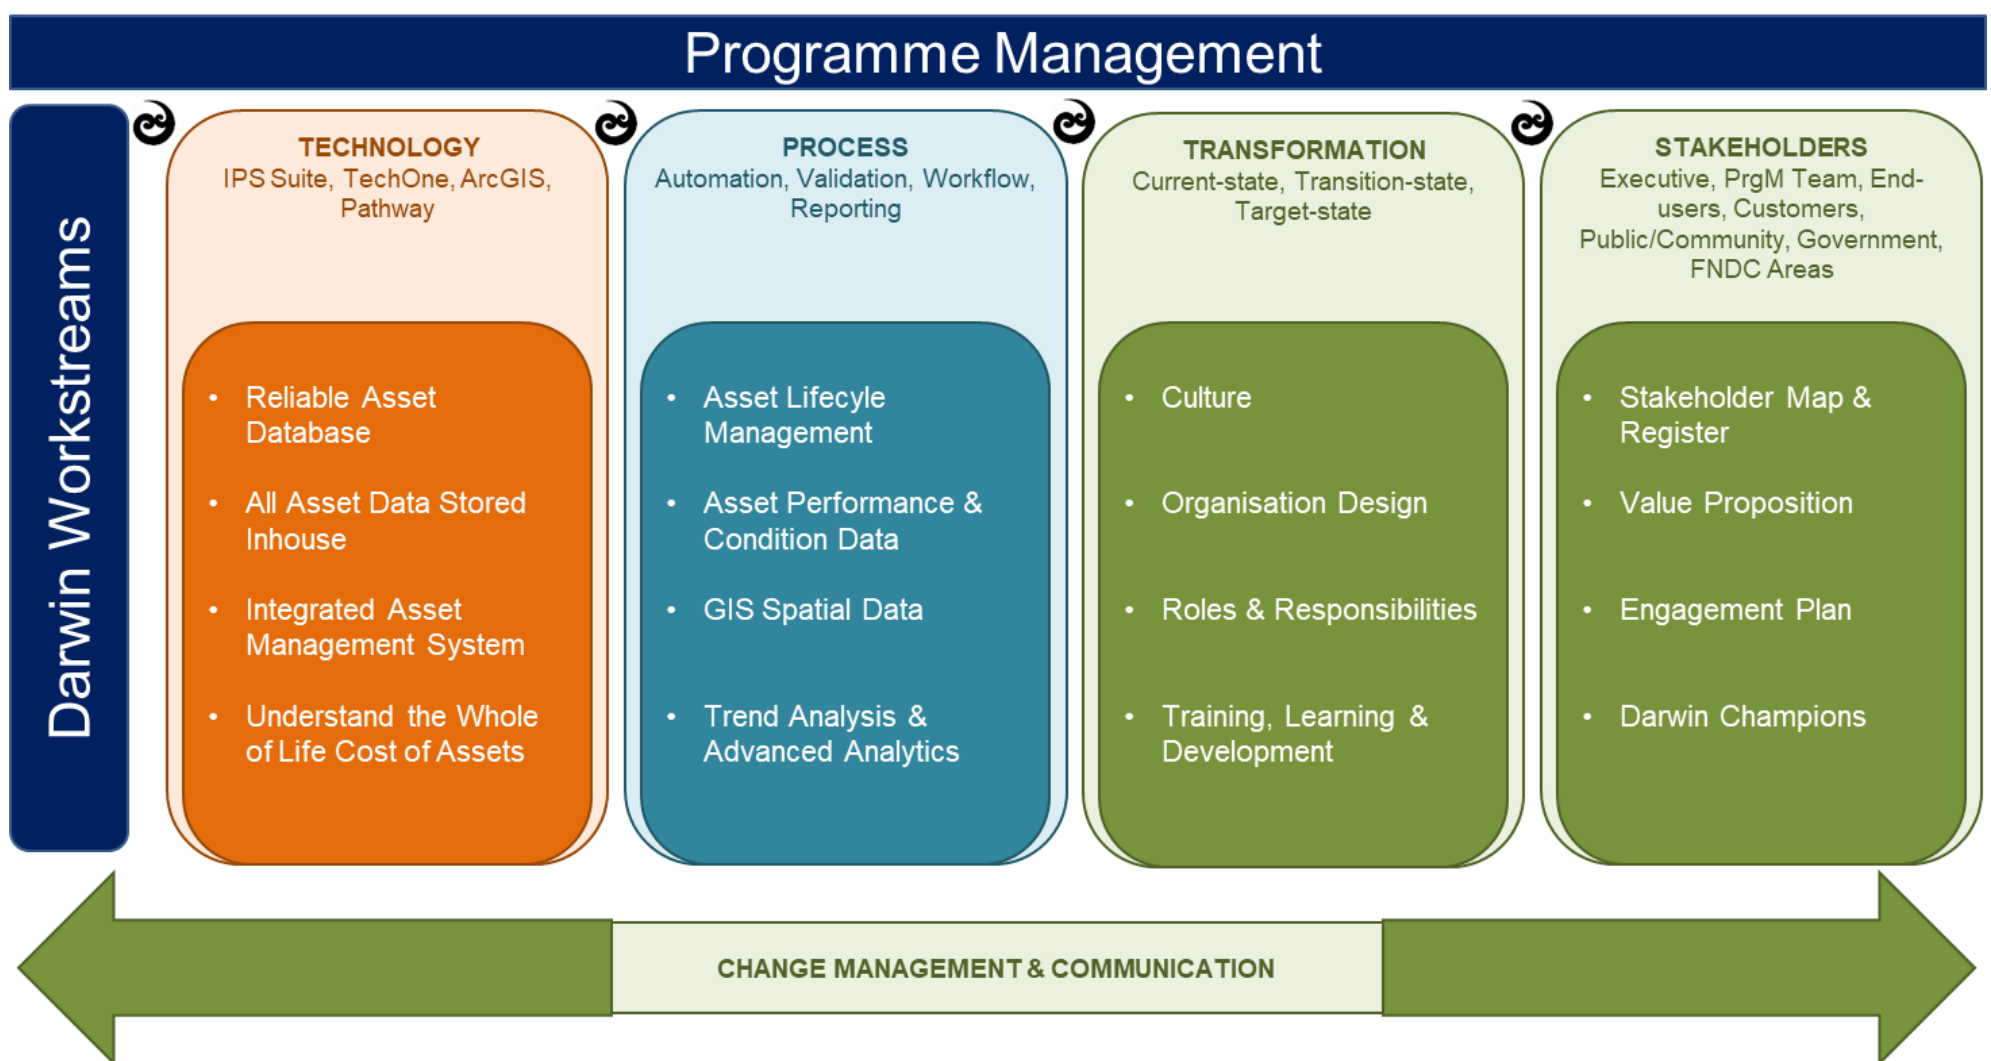 Programme Management
Darwin Workstreams
TECHNOLOGY
IPS Suite, TechOne, ArcGIS,
Pathway
• Reliable Asset
Database
• All Asset Data Stored
Inhouse
• Integrated Asset
Management System
• Understand the Whole
of Life Cost of Assets
PROCESS
Automation, Validation, Workflow,
Reporting
• Asset Lifecyle
Management
• Asset Performance &
Condition Data
• GIS Spatial Data
• Trend Analysis &
Advanced Analytics
TRANSFORMATION
Current-state, Transition-state,
Target-state
• Culture
• Organisation Design
• Roles & Responsibilities
• Training, Learning &
Development
STAKEHOLDERS
Executive, PrgM Team, End-
users, Customers,
Public/Community, Government,
FNDC Areas
• Stakeholder Map &
Register
• Value Proposition
• Engagement Plan
• Darwin Champions
CHANGE MANAGEMENT & COMMUNICATION